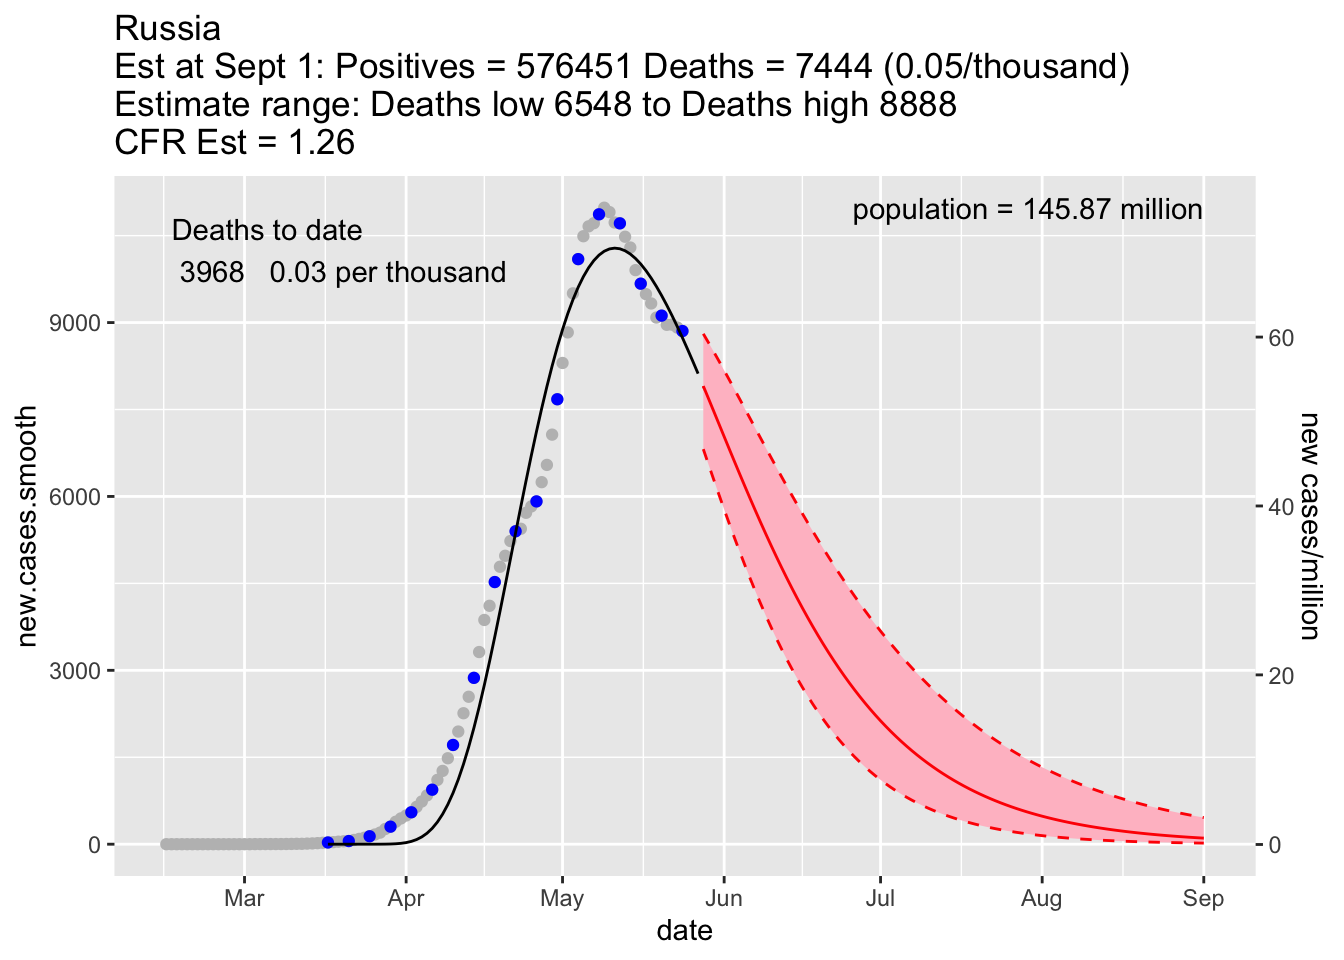 Russia
Est at Sept 1: Positives = 576451 Deaths = 7444 (0.05/thousand)
Estimate range: Deaths low 6548 to Deaths high 8888
CFR Est = 1.26
Deaths to date
3968 0.03 per thousand
population = 145.87 million
9000
6000
3000
0
new.cases.smooth
60
40
20
0
new cases/million
Mar Apr May Jun Jul Aug Sep
date